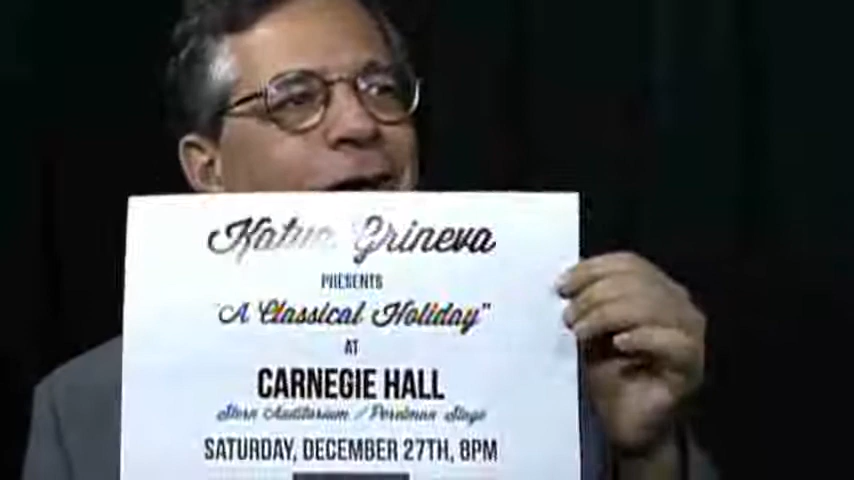 Katya Grineva
PRESENTS
"A Classical Holiday"
AT
CARNEGIE HALL
Stern Auditorium / Perelman Stage
SATURDAY, DECEMBER 27TH, 8PM